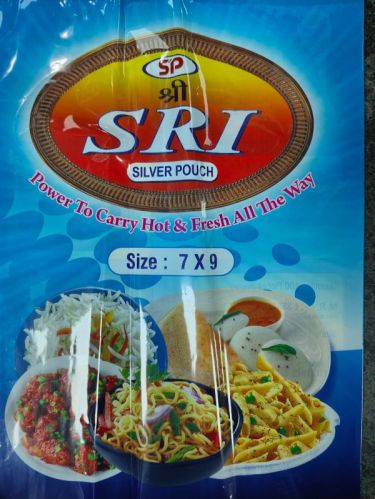 SP
श्री
SRI
SILVER POUCH
Power To Carry Hot & Fresh All The Way
Size : 7 X 9